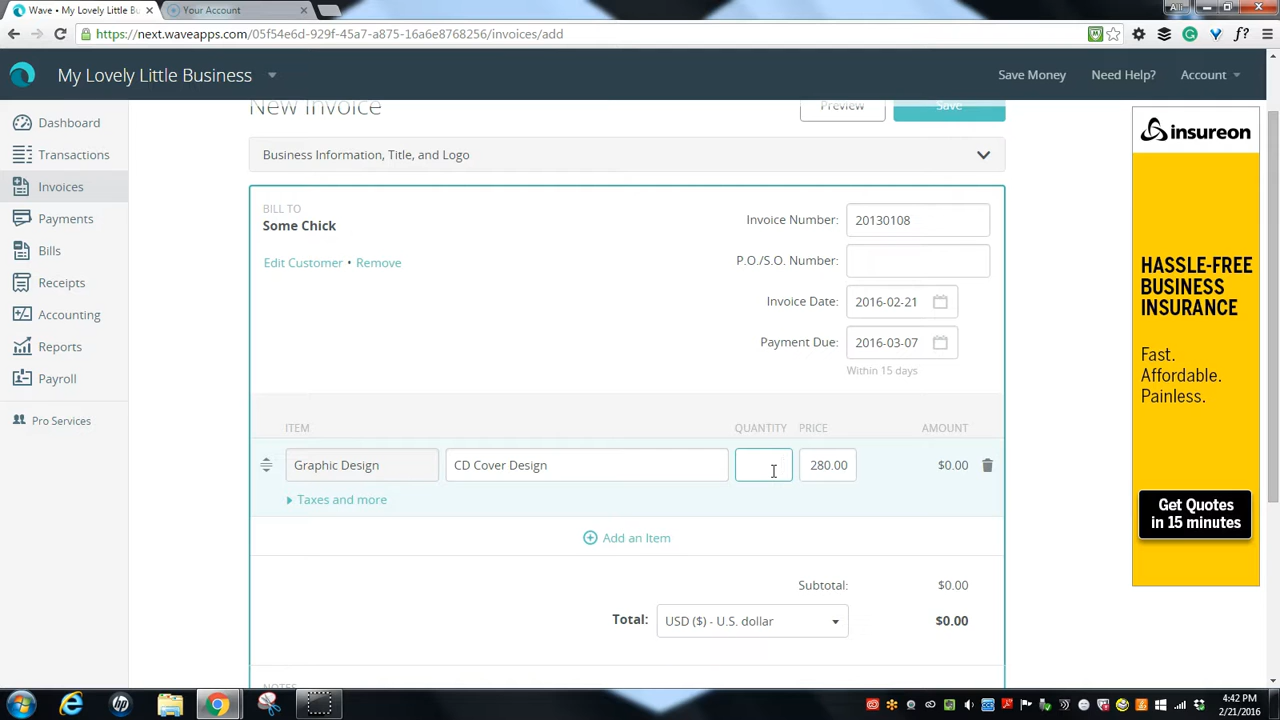 Wave • My Lovely Little B
Your Account
Alli
https://next.waveapps.com/05f54e6d-929f-45a7-a875-16a6e8768256/invoices/add
f?
My Lovely Little Business
Save Money
Need Help?
Account
Dashboard
Transactions
Invoices
Payments
Bills
Receipts
Accounting
Reports
Payroll
Pro Services
New Invoice
Preview
Save
Business Information, Title, and Logo
BILL TO
Some Chick
Edit Customer • Remove
Invoice Number: 20130108
P.O./S.O. Number:
Invoice Date: 2016-02-21
Payment Due: 2016-03-07
Within 15 days
ITEM QUANTITY PRICE AMOUNT
Graphic Design CD Cover Design 280.00 $0.00
Taxes and more
Add an Item
Subtotal: $0.00
Total: USD ($) - U.S. dollar $0.00
NOTES
insureon
HASSLE-FREE
BUSINESS
INSURANCE
Fast.
Affordable.
Painless.
Get Quotes
in 15 minutes
4:42 PM
2/21/2016